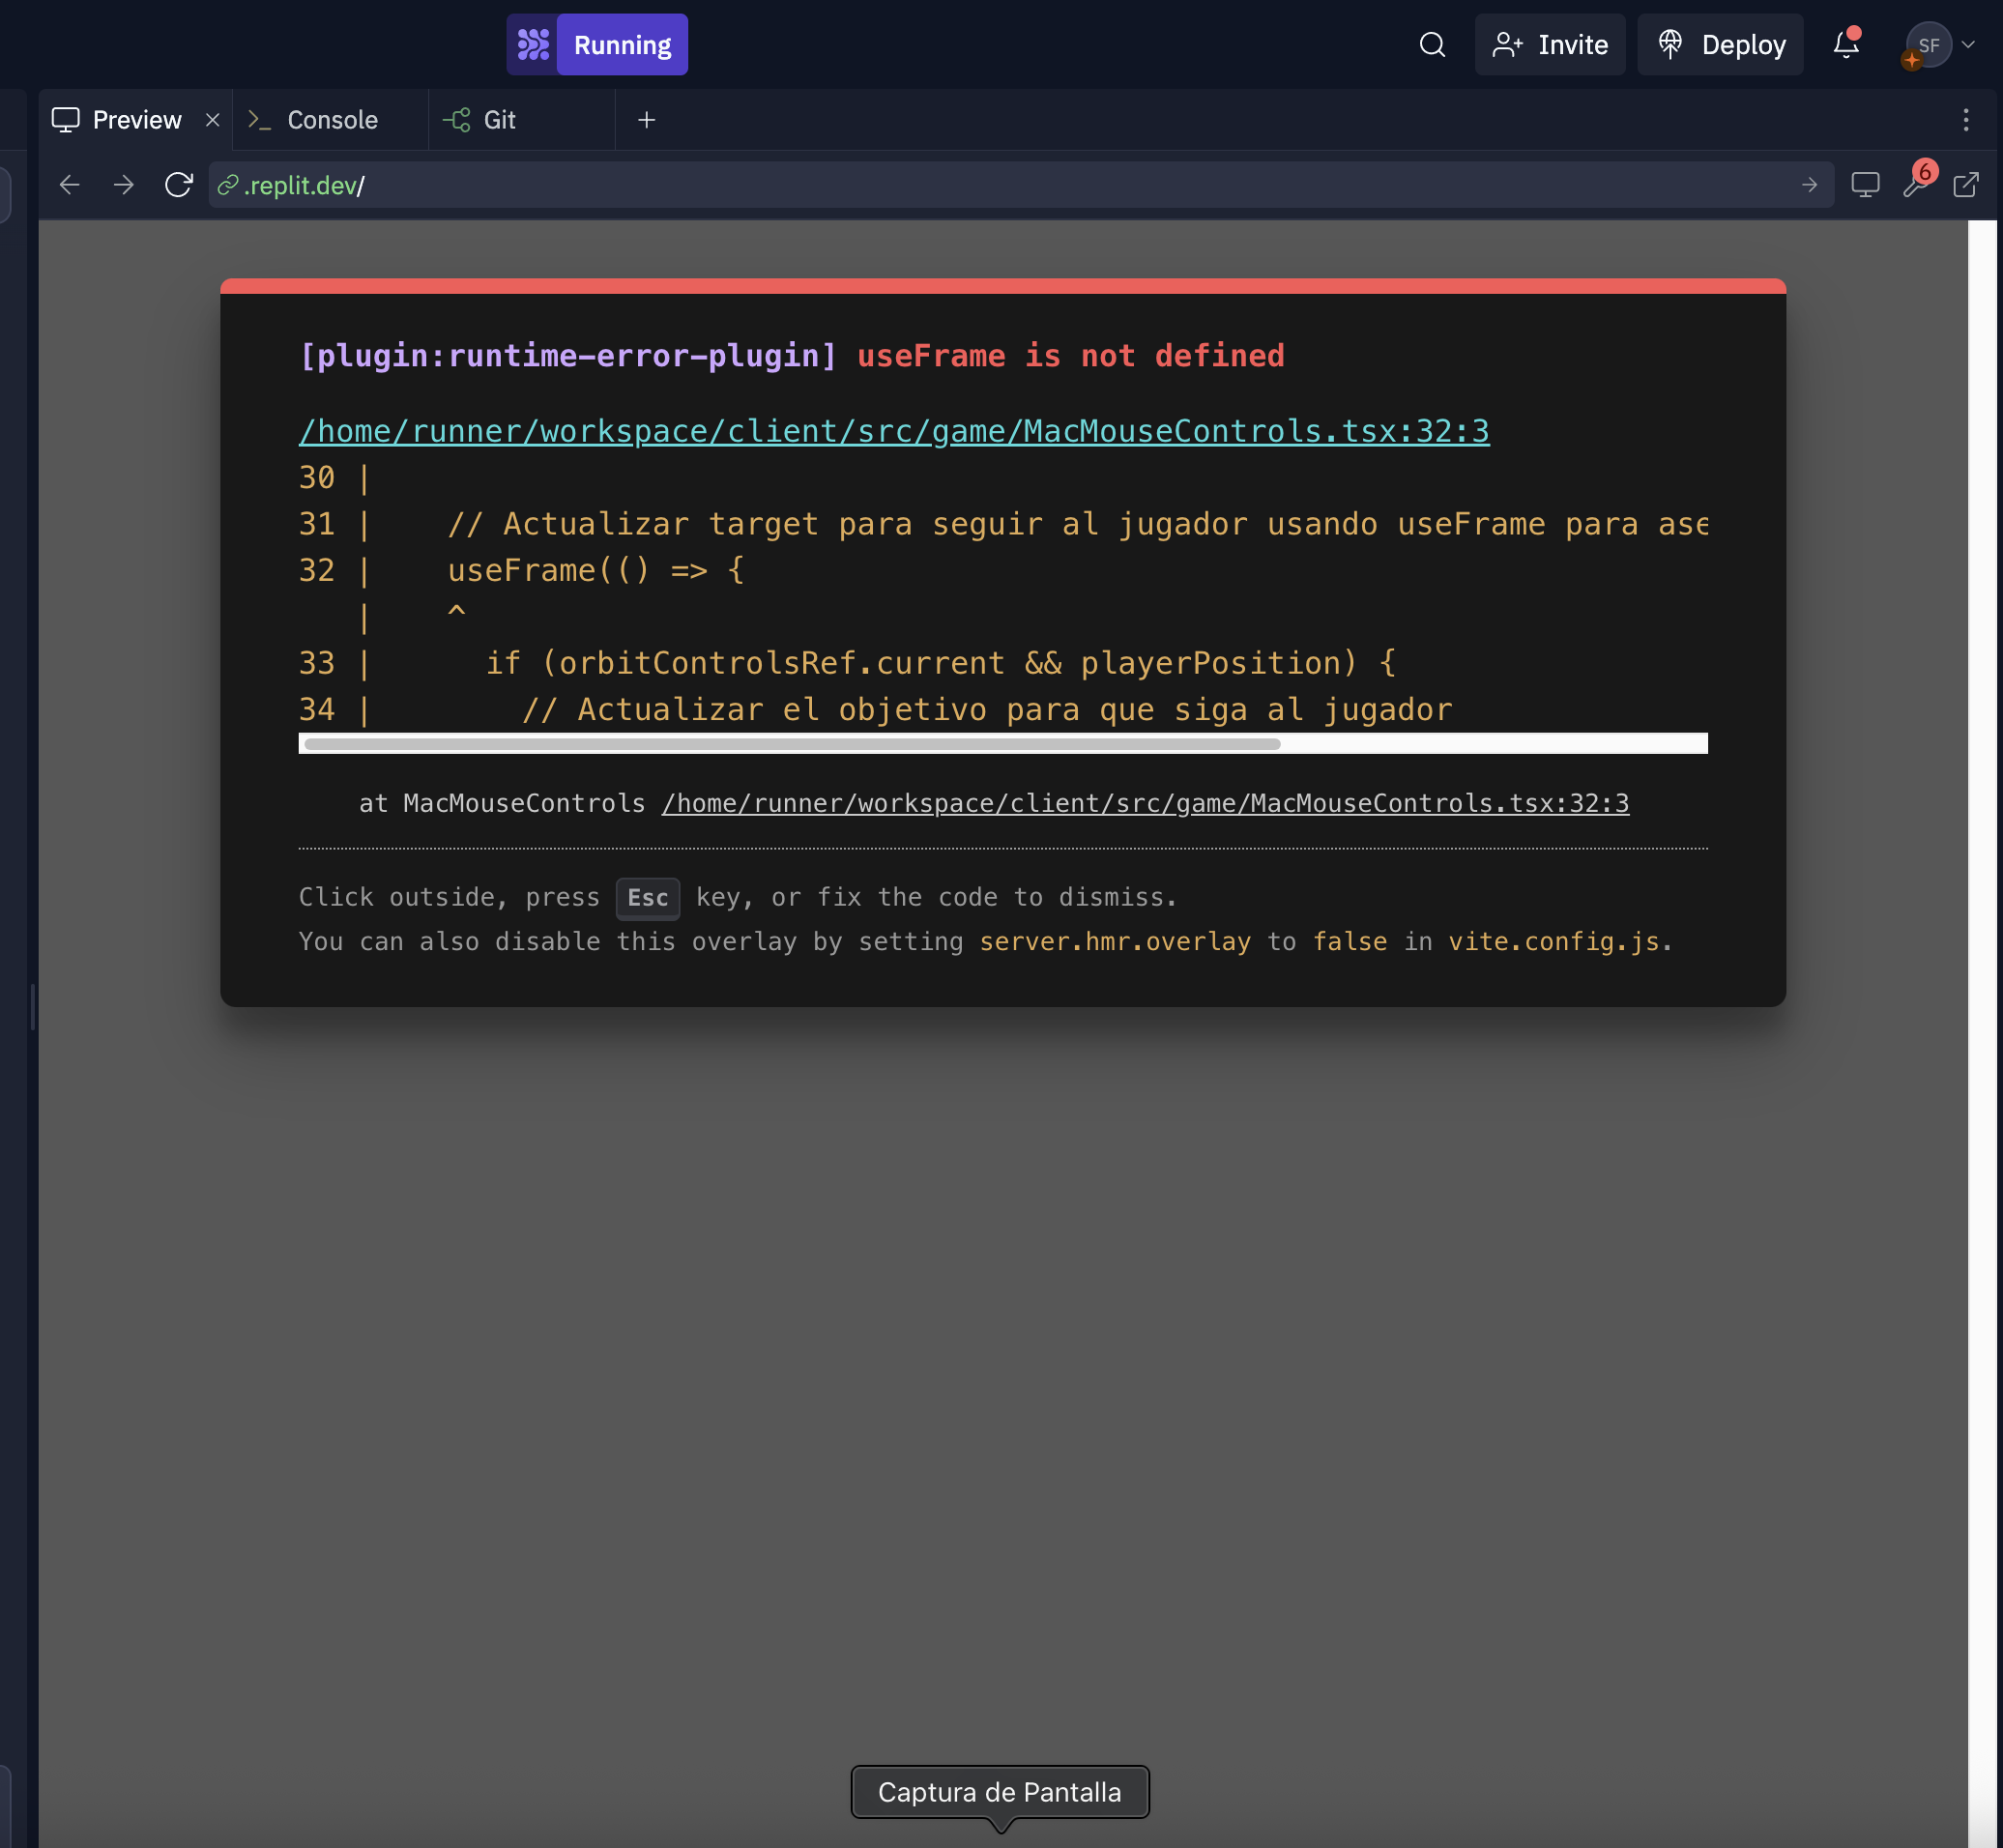 Running
Invite
Deploy
SF
Preview
Console
Git
.replit.dev/
6
[plugin:runtime-error-plugin] useFrame is not defined
/home/runner/workspace/client/src/game/MacMouseControls.tsx:32:3
30 |
31 |    // Actualizar target para seguir al jugador usando useFrame para ase
32 |    useFrame(() => {
   |    ^
33 |      if (orbitControlsRef.current && playerPosition) {
34 |        // Actualizar el objetivo para que siga al jugador
at MacMouseControls /home/runner/workspace/client/src/game/MacMouseControls.tsx:32:3
Click outside, press Esc key, or fix the code to dismiss.
You can also disable this overlay by setting server.hmr.overlay to false in vite.config.js.
Captura de Pantalla